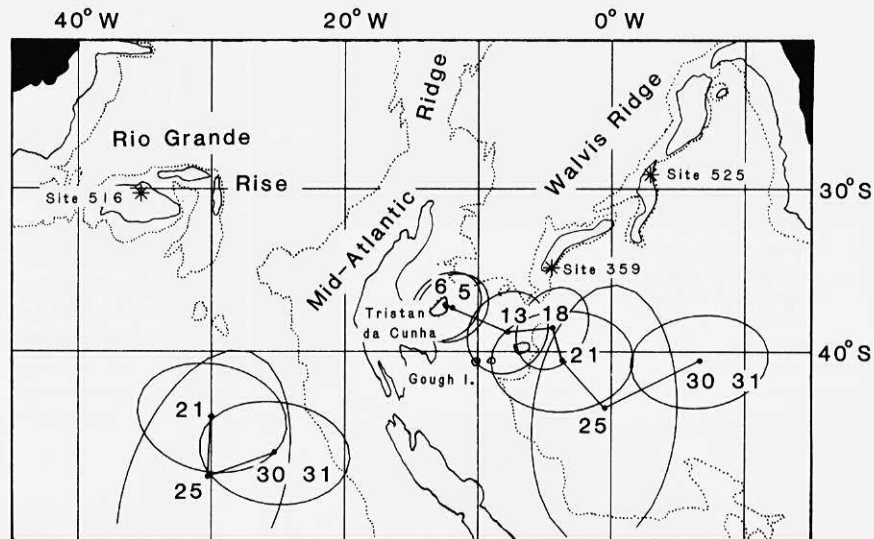 40° W
20° W
0° W
Rio Grande
Rise
Site 516
Mid-Atlantic
Ridge
Walvis Ridge
Site 525
30° S
Site 359
6 5
Tristan
da Cunha
13 18
21
40° S
Gough I.
30 31
25
21
25
30 31